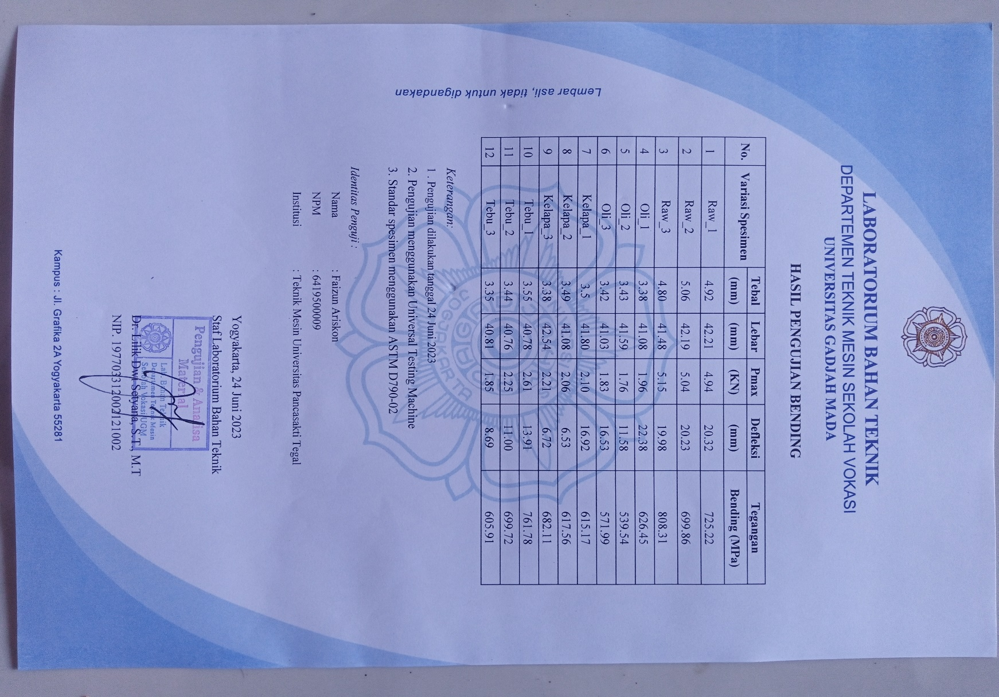 LABORATORIUM BAHAN TEKNIK
DEPARTEMEN TEKNIK MESIN SEKOLAH VOKASI
UNIVERSITAS GADJAH MADA
HASIL PENGUJIAN BENDING
No. Variasi Spesimen Tebal (mm) Lebar (mm) Pmax (KN) Defleksi (mm) Tegangan Bending (MPa)
1 Raw_1 4.92 42.21 4.94 20.32 725.22
2 Raw_2 5.06 42.19 5.04 20.23 699.86
3 Raw_3 4.80 41.48 5.15 19.98 808.31
4 Oli_1 3.38 41.08 1.96 22.38 626.45
5 Oli_2 3.43 41.59 1.76 11.58 539.54
6 Oli_3 3.42 41.03 1.83 16.53 571.99
7 Kelapa_1 3.5 41.80 2.10 16.92 615.17
8 Kelapa_2 3.49 41.08 2.06 6.53 617.56
9 Kelapa_3 3.38 42.54 2.21 6.72 682.11
10 Tebu_1 3.55 40.78 2.61 13.91 761.78
11 Tebu_2 3.44 40.76 2.25 11.00 699.72
12 Tebu_3 3.35 40.81 1.85 8.69 605.91
Keterangan:
1. Pengujian dilakukan tanggal 24 Juni 2023
2. Pengujian menggunakan Universal Testing Machine
3. Standar spesimen menggunakan ASTM D790-02
Identitas Penguji :
Nama : Faizun Ariskon
NPM : 6419500009
Institusi : Teknik Mesin Universitas Pancasakti Tegal
Yogyakarta, 24 Juni 2023
Staf Laboratorium Bahan Teknik
Pengujian & Analisa
Material
Lab. Bahan Teknik
Departmen Teknik Mesin
Sekolah Vokasi UGM
Dr. Lilik Dwi Setyana, S.T., M.T
NIP. 197703312002121002
Kampus : Jl. Grafika 2A Yogyakarta 55281
Lembar asli, tidak untuk digandakan